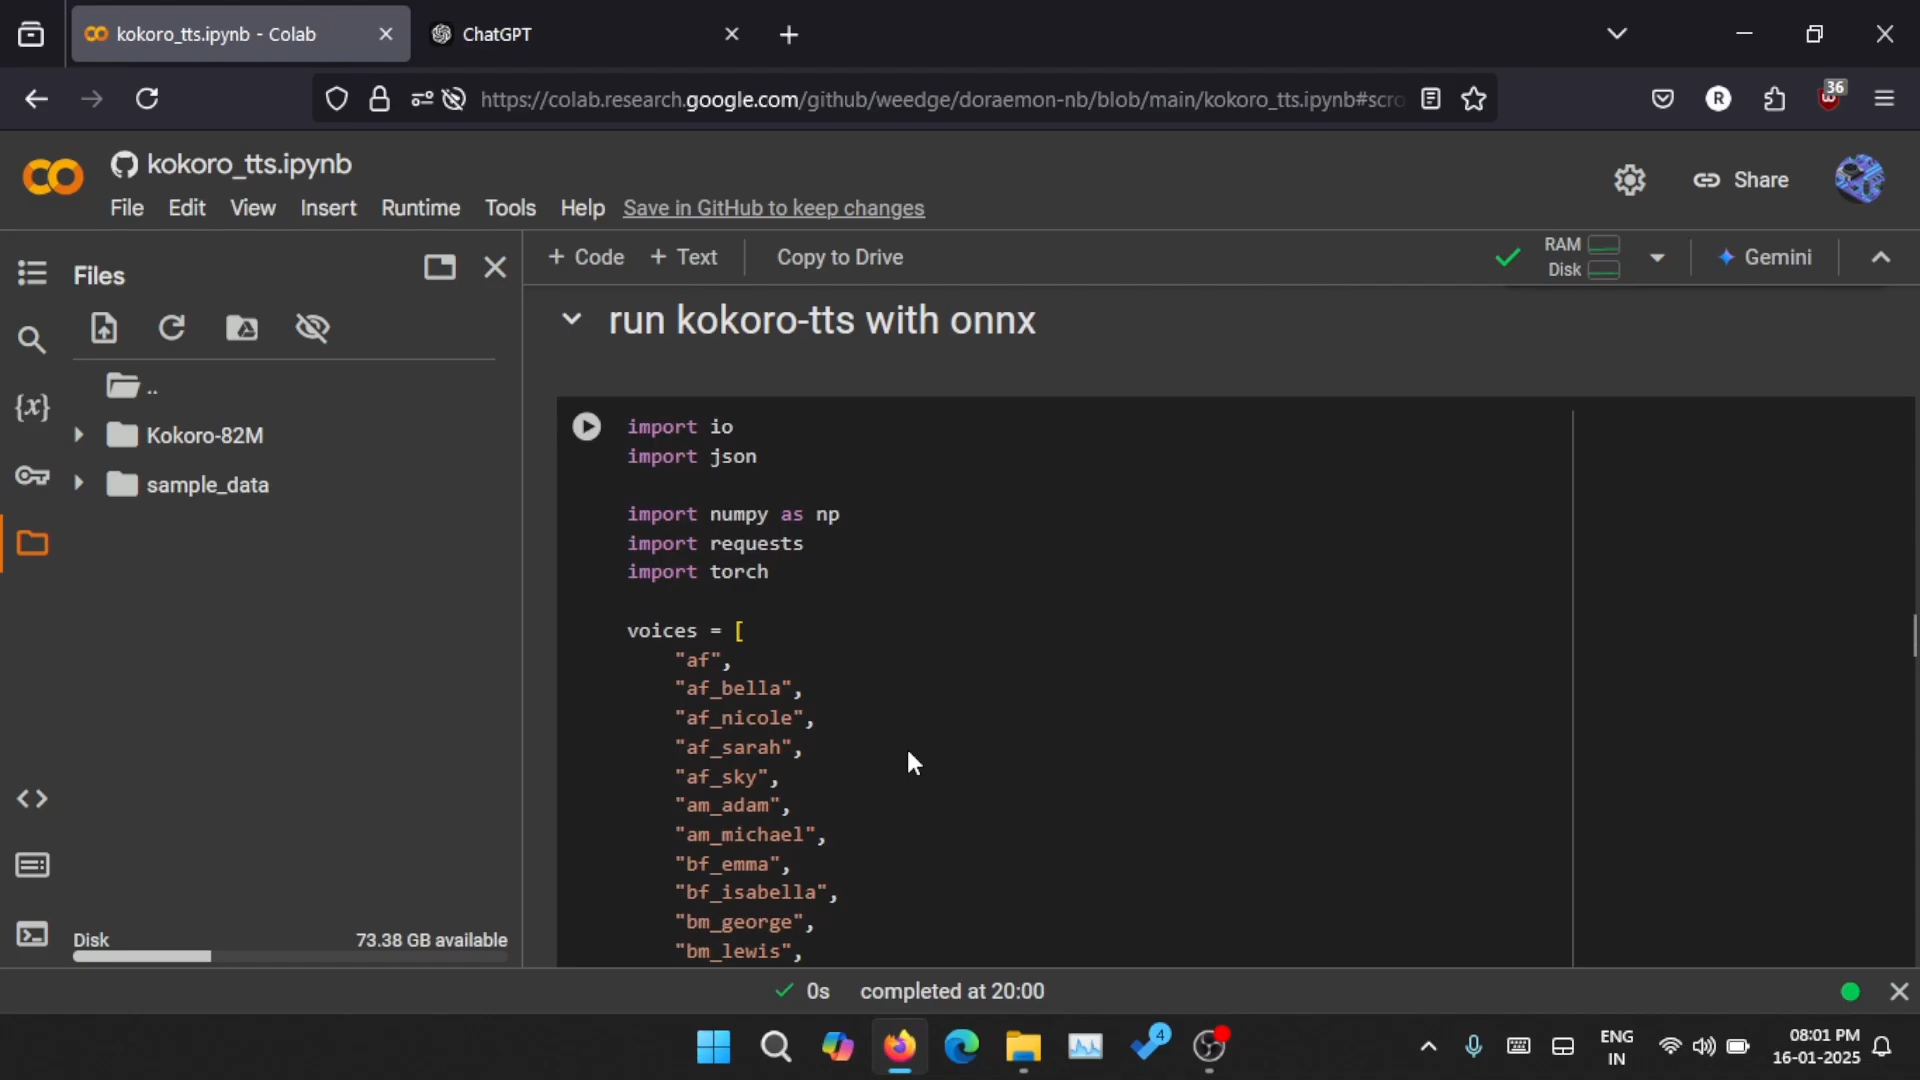 kokoro_tts.ipynb - Colab
ChatGPT
https://colab.research.google.com/github/weedge/doraemon-nb/blob/main/kokoro_tts.ipynb#scro
R
36
kokoro_tts.ipynb
File Edit View Insert Runtime Tools Help Save in GitHub to keep changes
Share
Files
+ Code + Text Copy to Drive
RAM
Disk
Gemini
..
Kokoro-82M
sample_data
{x}
Disk 73.38 GB available
run kokoro-tts with onnx
import io
import json
import numpy as np
import requests
import torch
voices = [
"af",
"af_bella",
"af_nicole",
"af_sarah",
"af_sky",
"am_adam",
"am_michael",
"bf_emma",
"bf_isabella",
"bm_george",
"bm_lewis",
0s completed at 20:00
4
ENG
IN
08:01 PM
16-01-2025